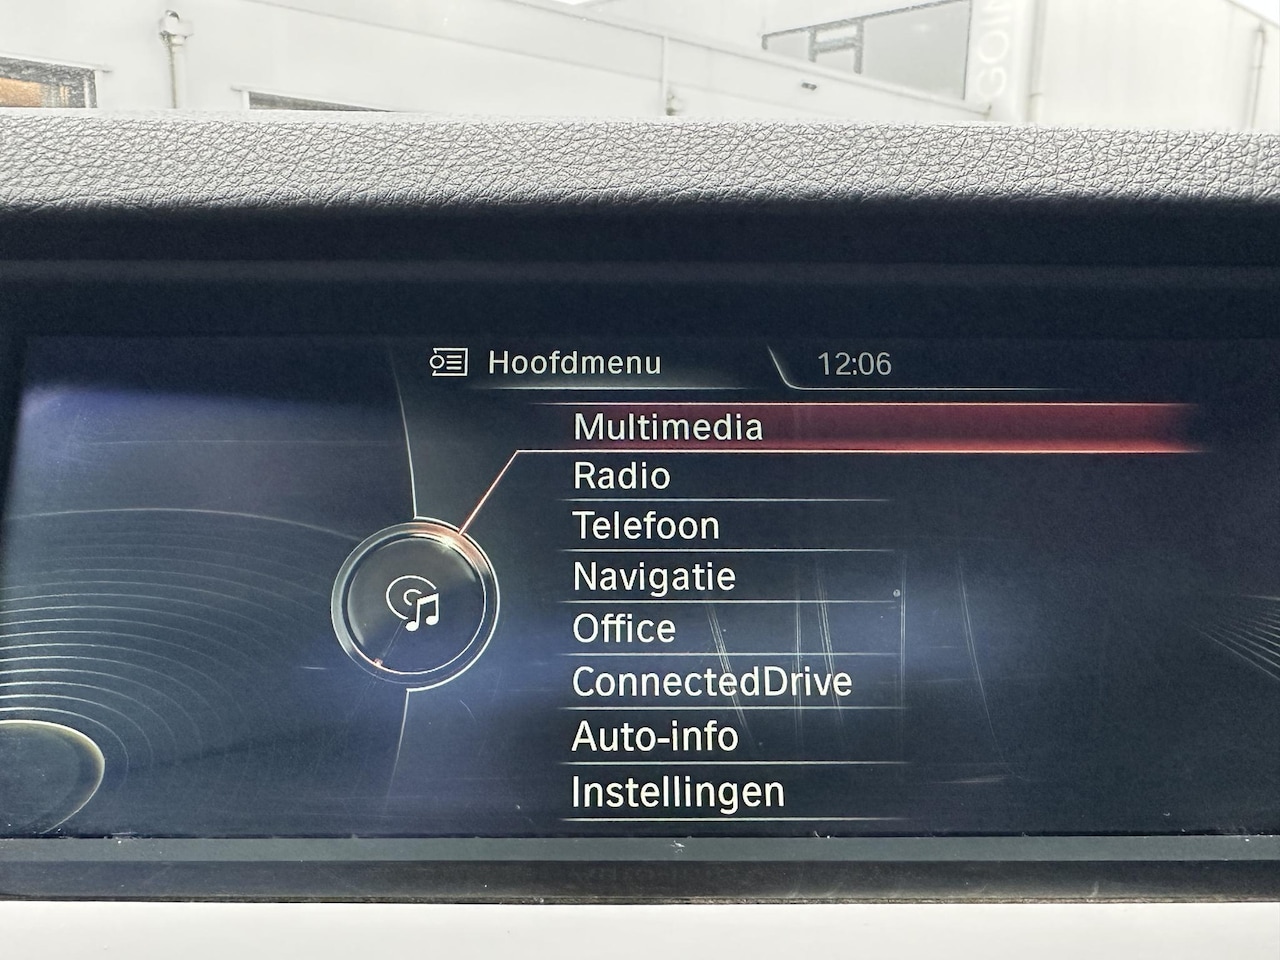 Hoofdmenu 12:06
Multimedia
Radio
Telefoon
Navigatie
Office
ConnectedDrive
Auto-info
Instellingen